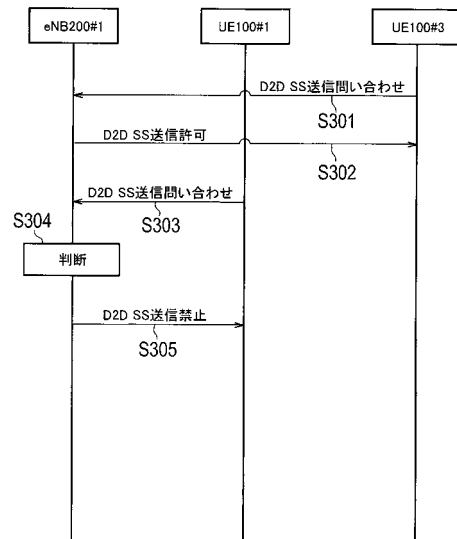 eNB200#1
UE100#1
UE100#3
D2D SS送信問い合わせ
S301
D2D SS送信許可
S302
D2D SS送信問い合わせ
S303
S304
判断
D2D SS送信禁止
S305